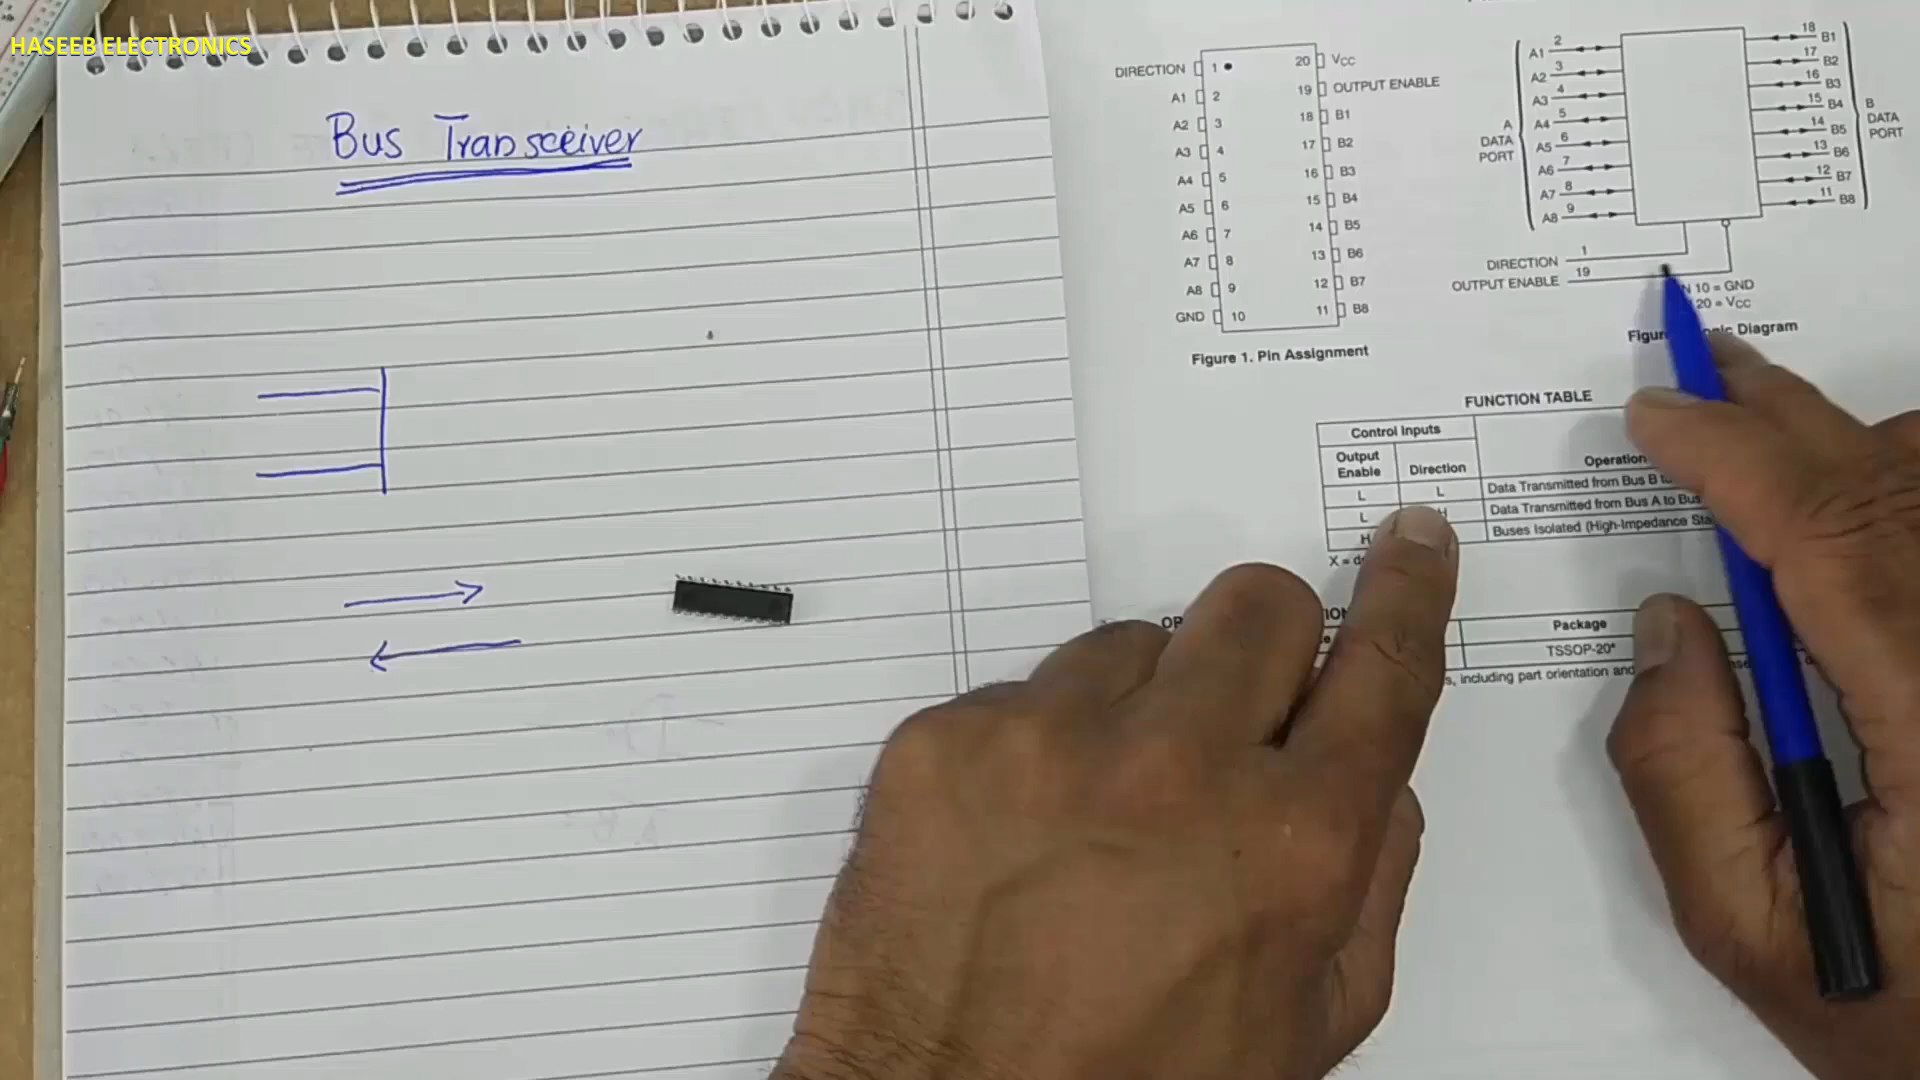 HASEEB ELECTRONICS
Bus Transceiver
DIRECTION 1 20 VCC
A1 2 19 OUTPUT ENABLE
A2 3 18 B1
A3 4 17 B2
A4 5 16 B3
A5 6 15 B4
A6 7 14 B5
A7 8 13 B6
A8 9 12 B7
GND 10 11 B8
Figure 1. Pin Assignment
A
DATA
PORT
A1 2 18 B1
A2 3 17 B2
A3 4 16 B3
A4 5 15 B4
A5 6 14 B5
A6 7 13 B6
A7 8 12 B7
A8 9 11 B8
B
DATA
PORT
DIRECTION 1
OUTPUT ENABLE 19
10 = GND
20 = VCC
Diagram
FUNCTION TABLE
Control Inputs
Output
Enable
Direction
Operation
L L Data Transmitted from Bus B
L H Data Transmitted from Bus A to Bus
H Buses Isolated (High-Impedance
X =
Package
TSSOP-20*
including part orientation and